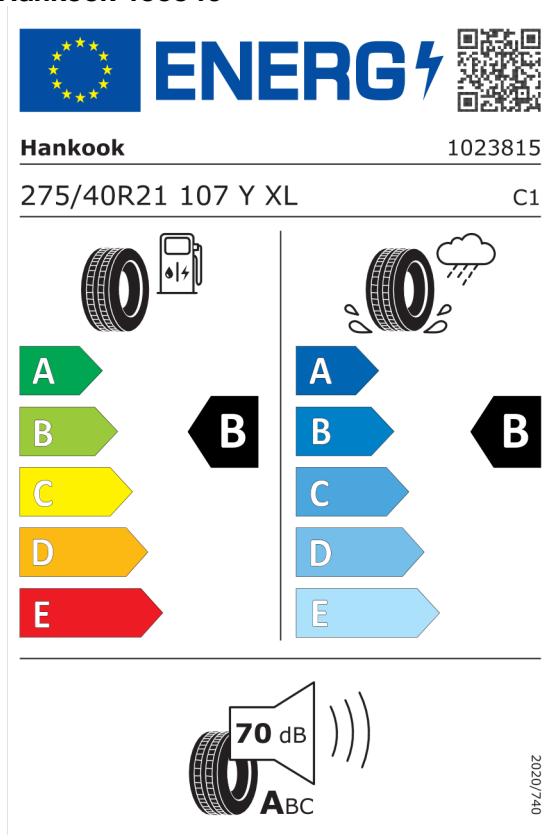 ENERG
Hankook 1023815
275/40R21 107 Y XL C1
A A
B B B B
C C
D D
E E
70 dB
ABC
2020/740